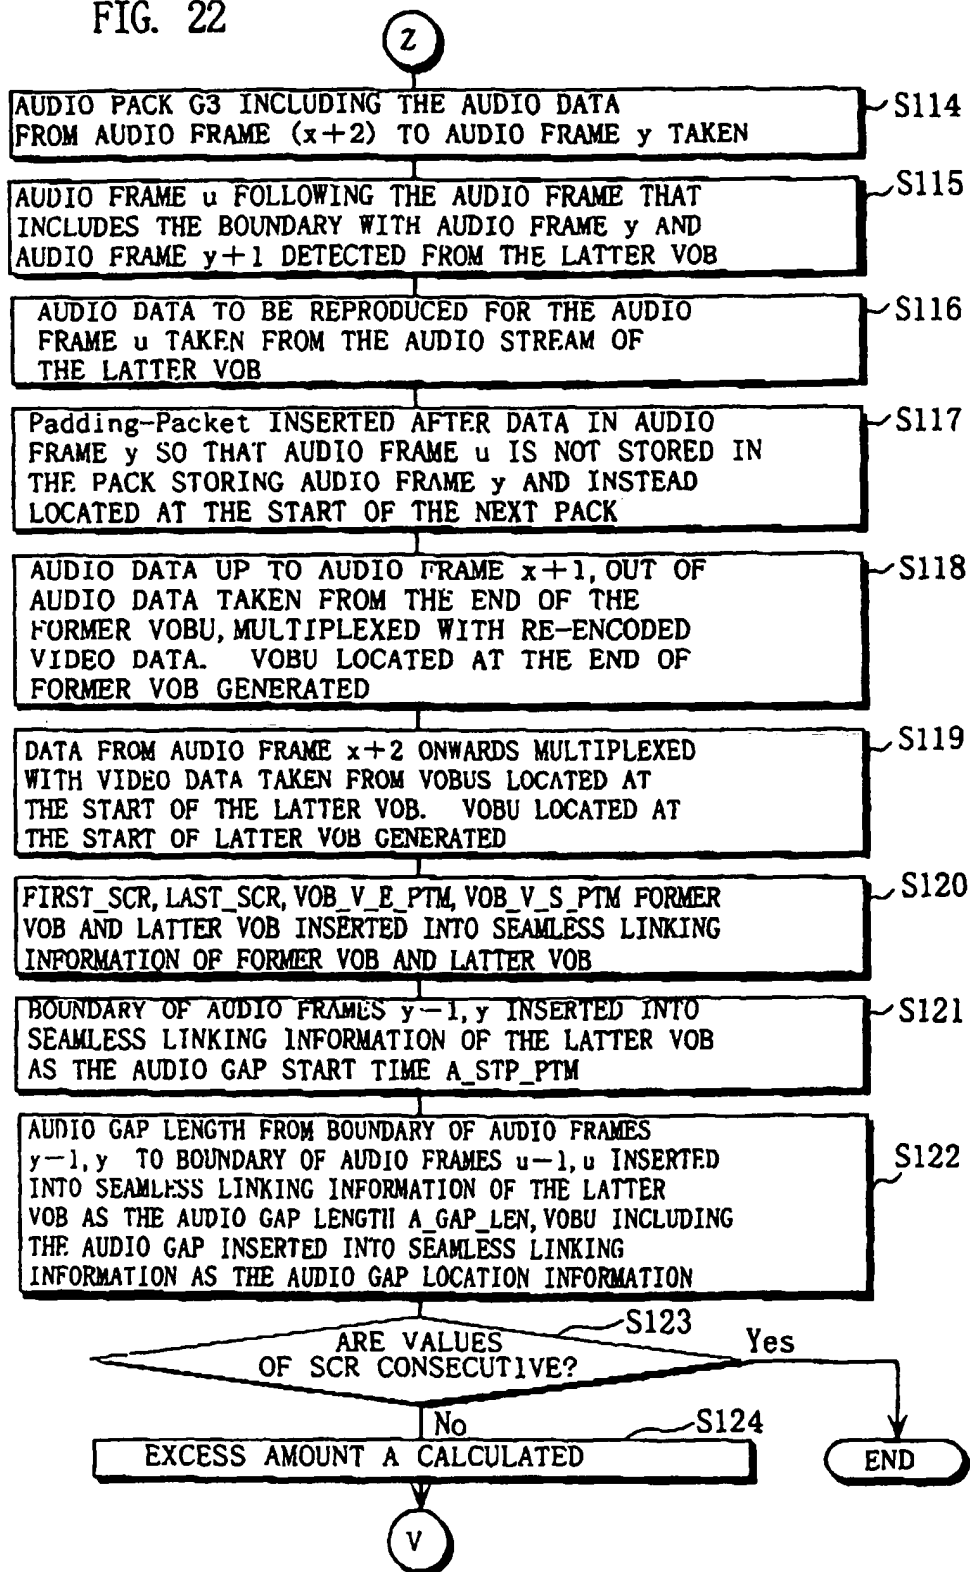 FIG. 22
Z
AUDIO PACK G3 INCLUDING THE AUDIO DATA
FROM AUDIO FRAME (x+2) TO AUDIO FRAME y TAKEN
S114
AUDIO FRAME u FOLLOWING THE AUDIO FRAME THAT
INCLUDES THE BOUNDARY WITH AUDIO FRAME y AND
AUDIO FRAME y+1 DETECTED FROM THE LATTER VOB
S115
AUDIO DATA TO BE REPRODUCED FOR THE AUDIO
FRAME u TAKEN FROM THE AUDIO STREAM OF
THE LATTER VOB
S116
Padding-Packet INSERTED AFTER DATA IN AUDIO
FRAME y SO THAT AUDIO FRAME u IS NOT STORED IN
THE PACK STORING AUDIO FRAME y AND INSTEAD
LOCATED AT THE START OF THE NEXT PACK
S117
AUDIO DATA UP TO AUDIO FRAME x+1, OUT OF
AUDIO DATA TAKEN FROM THE END OF THE
FORMER VOBU, MULTIPLEXED WITH RE-ENCODED
VIDEO DATA. VOBU LOCATED AT THE END OF
FORMER VOB GENERATED
S118
DATA FROM AUDIO FRAME x+2 ONWARDS MULTIPLEXED
WITH VIDEO DATA TAKEN FROM VOBUS LOCATED AT
THE START OF THE LATTER VOB. VOBU LOCATED AT
THE START OF LATTER VOB GENERATED
S119
FIRST_SCR, LAST_SCR, VOB_V_E_PTM, VOB_V_S_PTM FORMER
VOB AND LATTER VOB INSERTED INTO SEAMLESS LINKING
INFORMATION OF FORMER VOB AND LATTER VOB
S120
BOUNDARY OF AUDIO FRAMES y-1, y INSERTED INTO
SEAMLESS LINKING INFORMATION OF THE LATTER VOB
AS THE AUDIO GAP START TIME A_STP_PTM
S121
AUDIO GAP LENGTH FROM BOUNDARY OF AUDIO FRAMES
y-1, y TO BOUNDARY OF AUDIO FRAMES u-1, u INSERTED
INTO SEAMLESS LINKING INFORMATION OF THE LATTER
VOB AS THE AUDIO GAP LENGTH A_GAP_LEN, VOBU INCLUDING
THE AUDIO GAP INSERTED INTO SEAMLESS LINKING
INFORMATION AS THE AUDIO GAP LOCATION INFORMATION
S122
S123
ARE VALUES
OF SCR CONSECUTIVE?
Yes
No
S124
EXCESS AMOUNT A CALCULATED
END
V